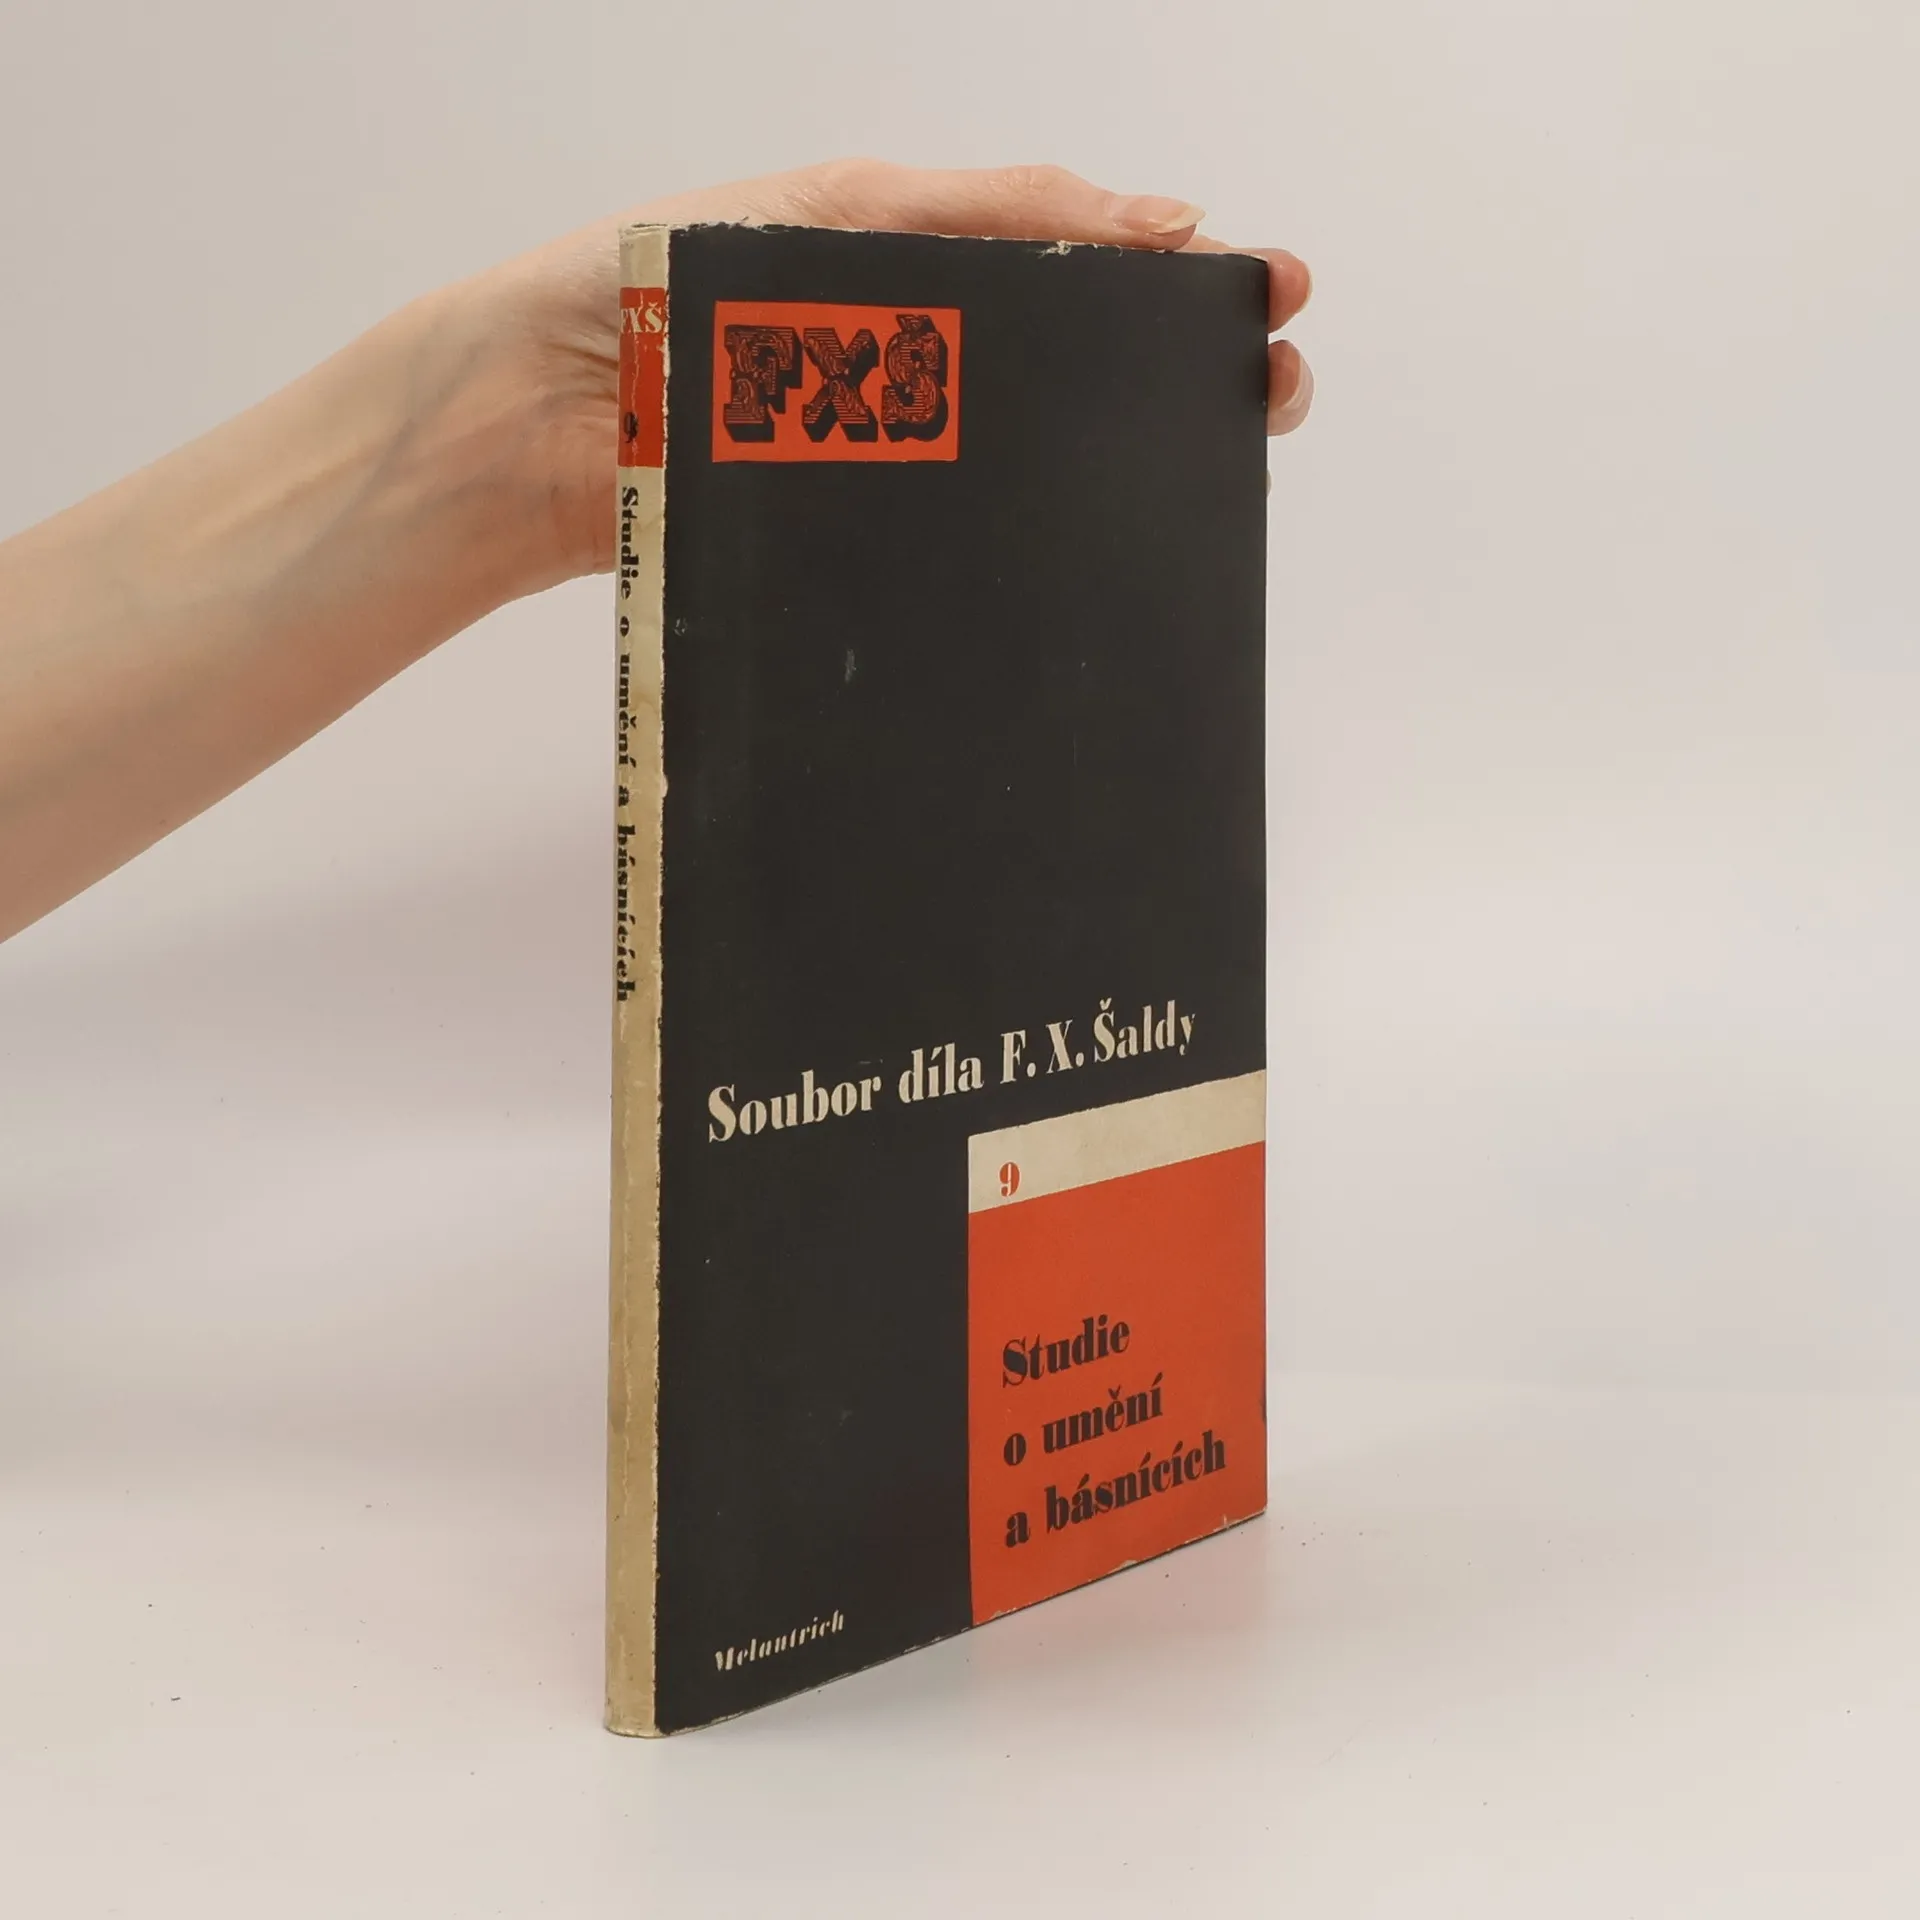 FXŠ
9
Studie o umění a básnících
FXŠ
Soubor díla F. X. Šaldy
9
Studie
o umění
a básnících
Melantrich